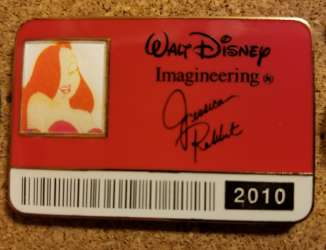 WALT DISNEY
Imagineering
Jessica
Rabbit
2010